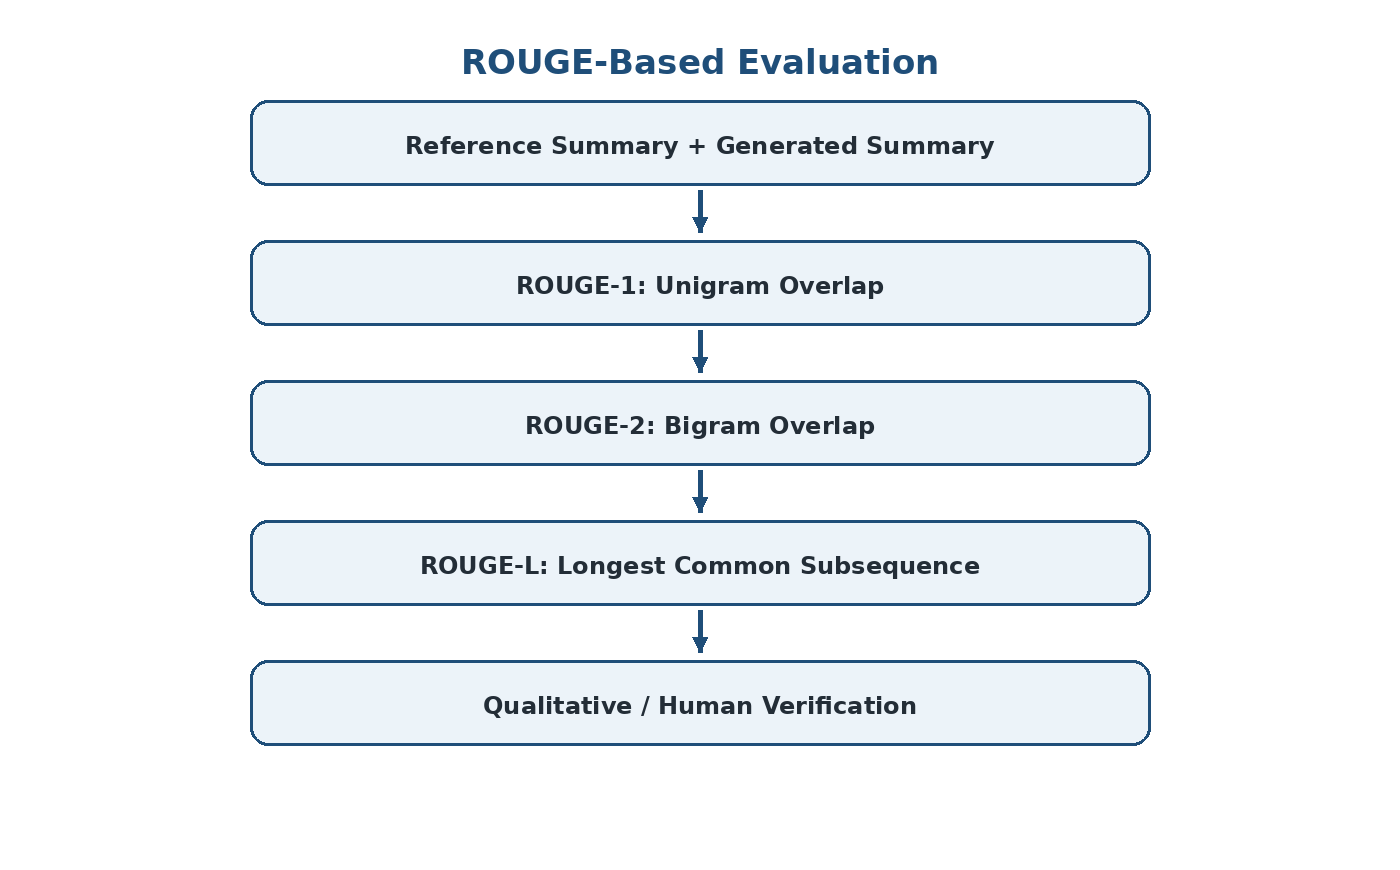 ROUGE-Based Evaluation
Reference Summary + Generated Summary
ROUGE-1: Unigram Overlap
ROUGE-2: Bigram Overlap
ROUGE-L: Longest Common Subsequence
Qualitative / Human Verification